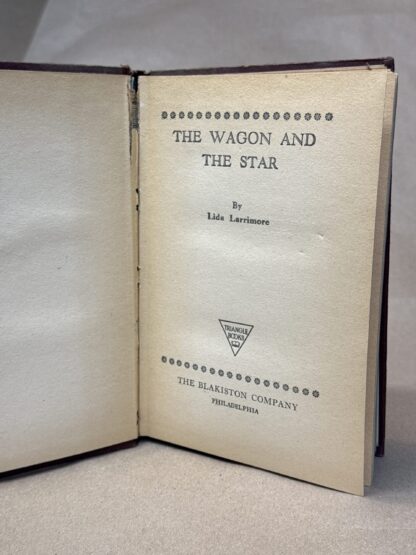 THE WAGON AND
THE STAR
By
Lida Larrimore
TRIANGLE
BOOKS
THE BLAKISTON COMPANY
PHILADELPHIA